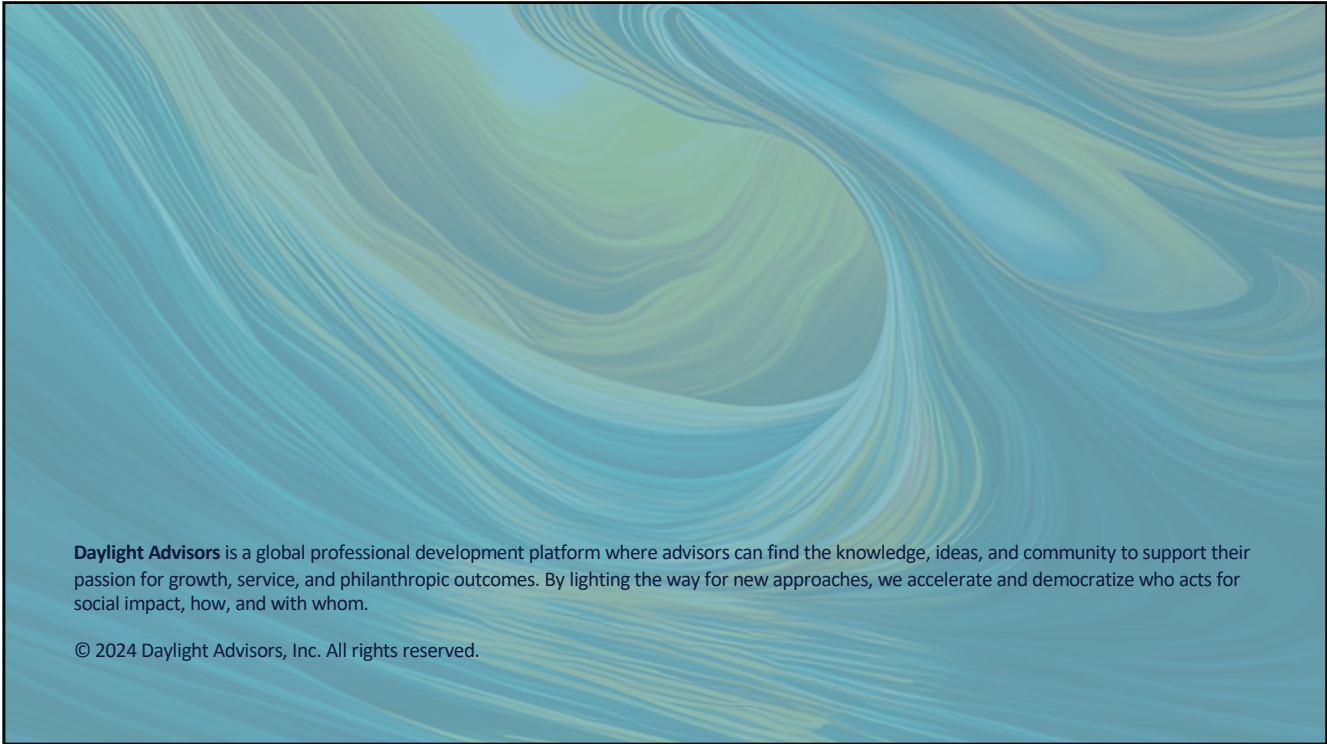 Daylight Advisors is a global professional development platform where advisors can find the knowledge, ideas, and community to support their
passion for growth, service, and philanthropic outcomes. By lighting the way for new approaches, we accelerate and democratize who acts for
social impact, how, and with whom.
© 2024 Daylight Advisors, Inc. All rights reserved.